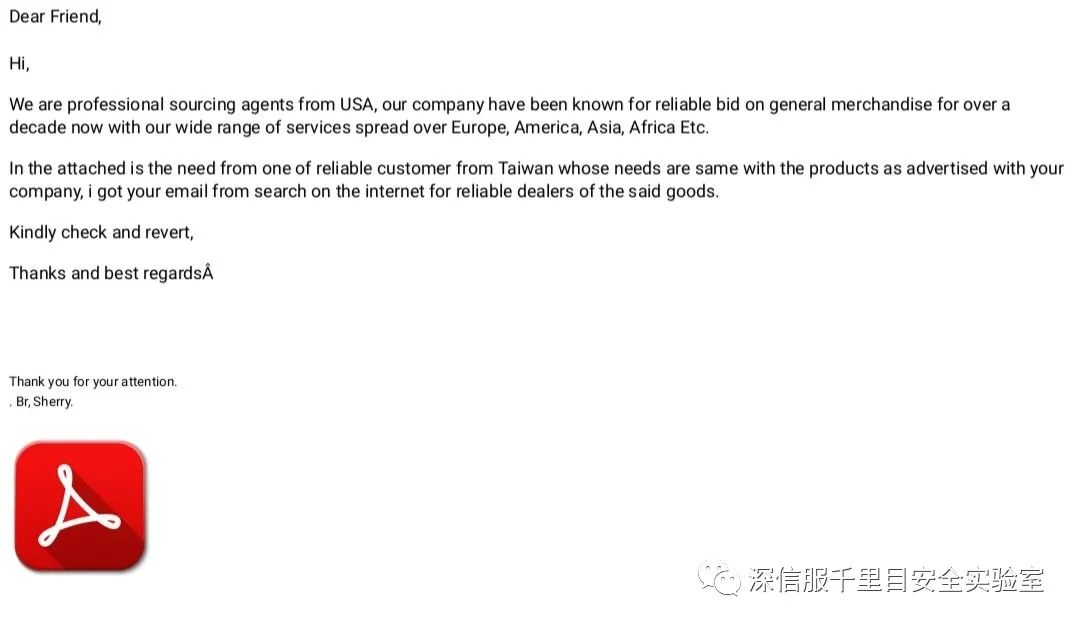 Dear Friend,
Hi,
We are professional sourcing agents from USA, our company have been known for reliable bid on general merchandise for over a
decade now with our wide range of services spread over Europe, America, Asia, Africa Etc.
In the attached is the need from one of reliable customer from Taiwan whose needs are same with the products as advertised with your
company, i got your email from search on the internet for reliable dealers of the said goods.
Kindly check and revert,
Thanks and best regardsÂ
Thank you for your attention.
. Br, Sherry.
深信服千里目安全实验室